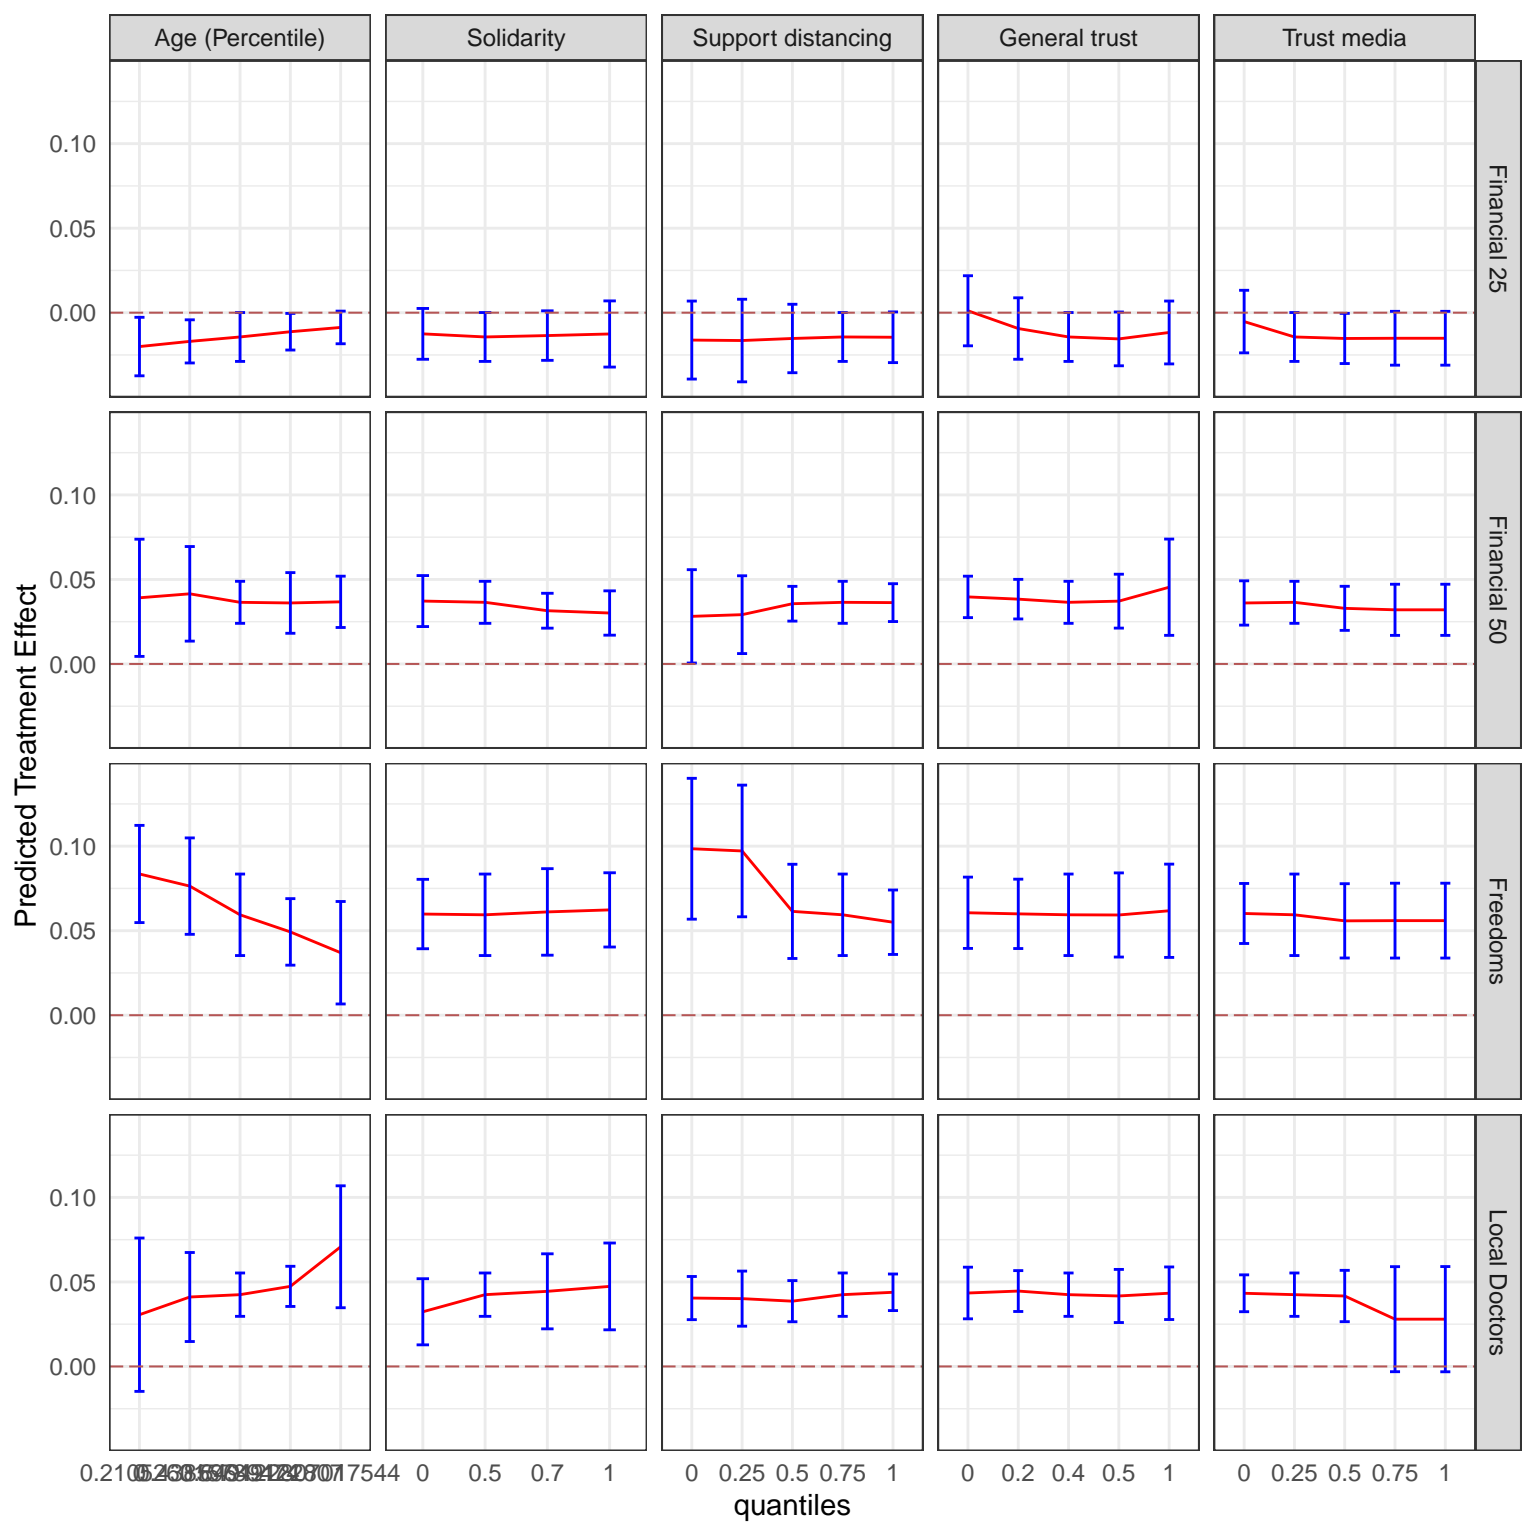 Age (Percentile) Solidarity Support distancing General trust Trust media
Financial 25
0.10
0.05
0.00
Financial 50
0.10
0.05
0.00
Freedoms
0.10
0.05
0.00
Local Doctors
0.10
0.05
0.00
Predicted Treatment Effect
0 0.5 0.7 1 0 0.25 0.5 0.75 1 0 0.2 0.4 0.5 1 0 0.25 0.5 0.75 1
quantiles